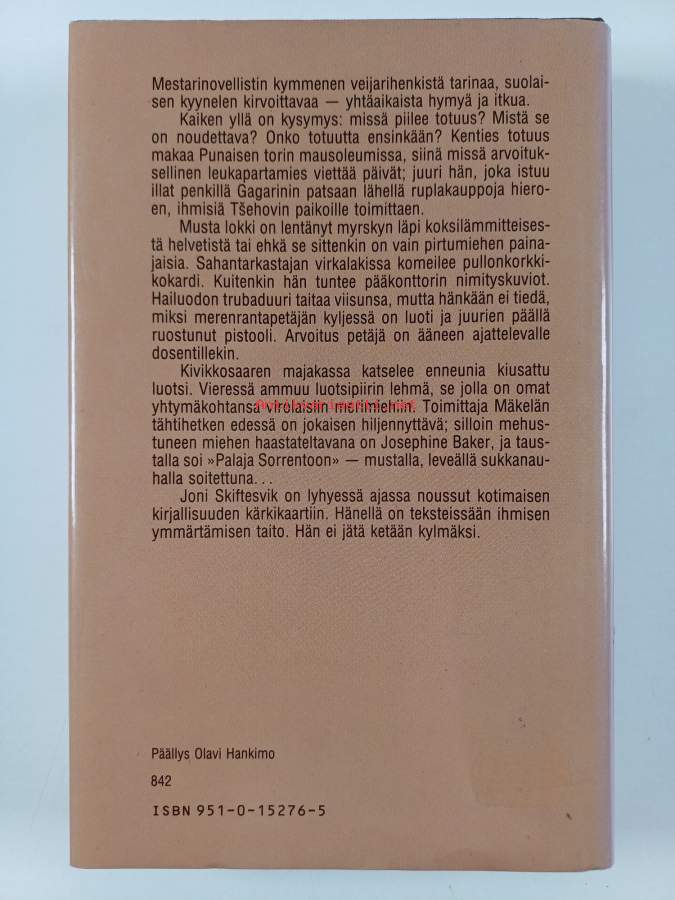 Mestarinovellistin kymmenen veijarihenkistä tarinaa, suolai-
sen kyynelen kirvoittavaa — yhtäaikaista hymyä ja itkua.
Kaiken yllä on kysymys: missä piilee totuus? Mistä se
on noudettava? Onko totuutta ensinkään? Kenties totuus
makaa Punaisen torin mausoleumissa, siinä missä arvoituk-
sellinen leukapartamies viettää päivät; juuri hän, joka istuu
illat penkillä Gagarinin patsaan lähellä ruplakauppoja hiero-
en, ihmisiä Tšehovin paikoille toimittaen.
Musta lokki on lentänyt myrskyn läpi koksilämmitteises-
tä helvetistä tai ehkä se sittenkin on vain pirtumiehen paina-
jaisia. Sahantarkastajan virkalakissa komeilee pullonkorkki-
kokardi. Kuitenkin hän tuntee pääkonttorin nimityskuviot.
Hailuodon trubaduuri taitaa viisunsa, mutta hänkään ei tiedä,
miksi merenrantapetäjän kyljessä on luoti ja juurien päällä
ruostunut pistooli. Arvoitus petäjä on ääneen ajattelevalle
dosentillekin.
Kivikkosaaren majakassa katselee enneunia kiusattu
luotsi. Vieressä ammuu luotsipiirin lehmä, se jolla on omat
yhtymäkohtansa virolaisiin merimiehiin. Toimittaja Mäkelän
tähtihetken edessä on jokaisen hiljennyttävä; silloin mehus-
tuneen miehen haastateltavana on Josephine Baker, ja taus-
talla soi »Palaja Sorrentoon» — mustalla, leveällä sukkanau-
halla soitettuna...
Joni Skiftesvik on lyhyessä ajassa noussut kotimaisen
kirjallisuuden kärkikaartiin. Hänellä on teksteissään ihmisen
ymmärtämisen taito. Hän ei jätä ketään kylmäksi.
Päällys Olavi Hankimo
842
ISBN 951-0-15276-5